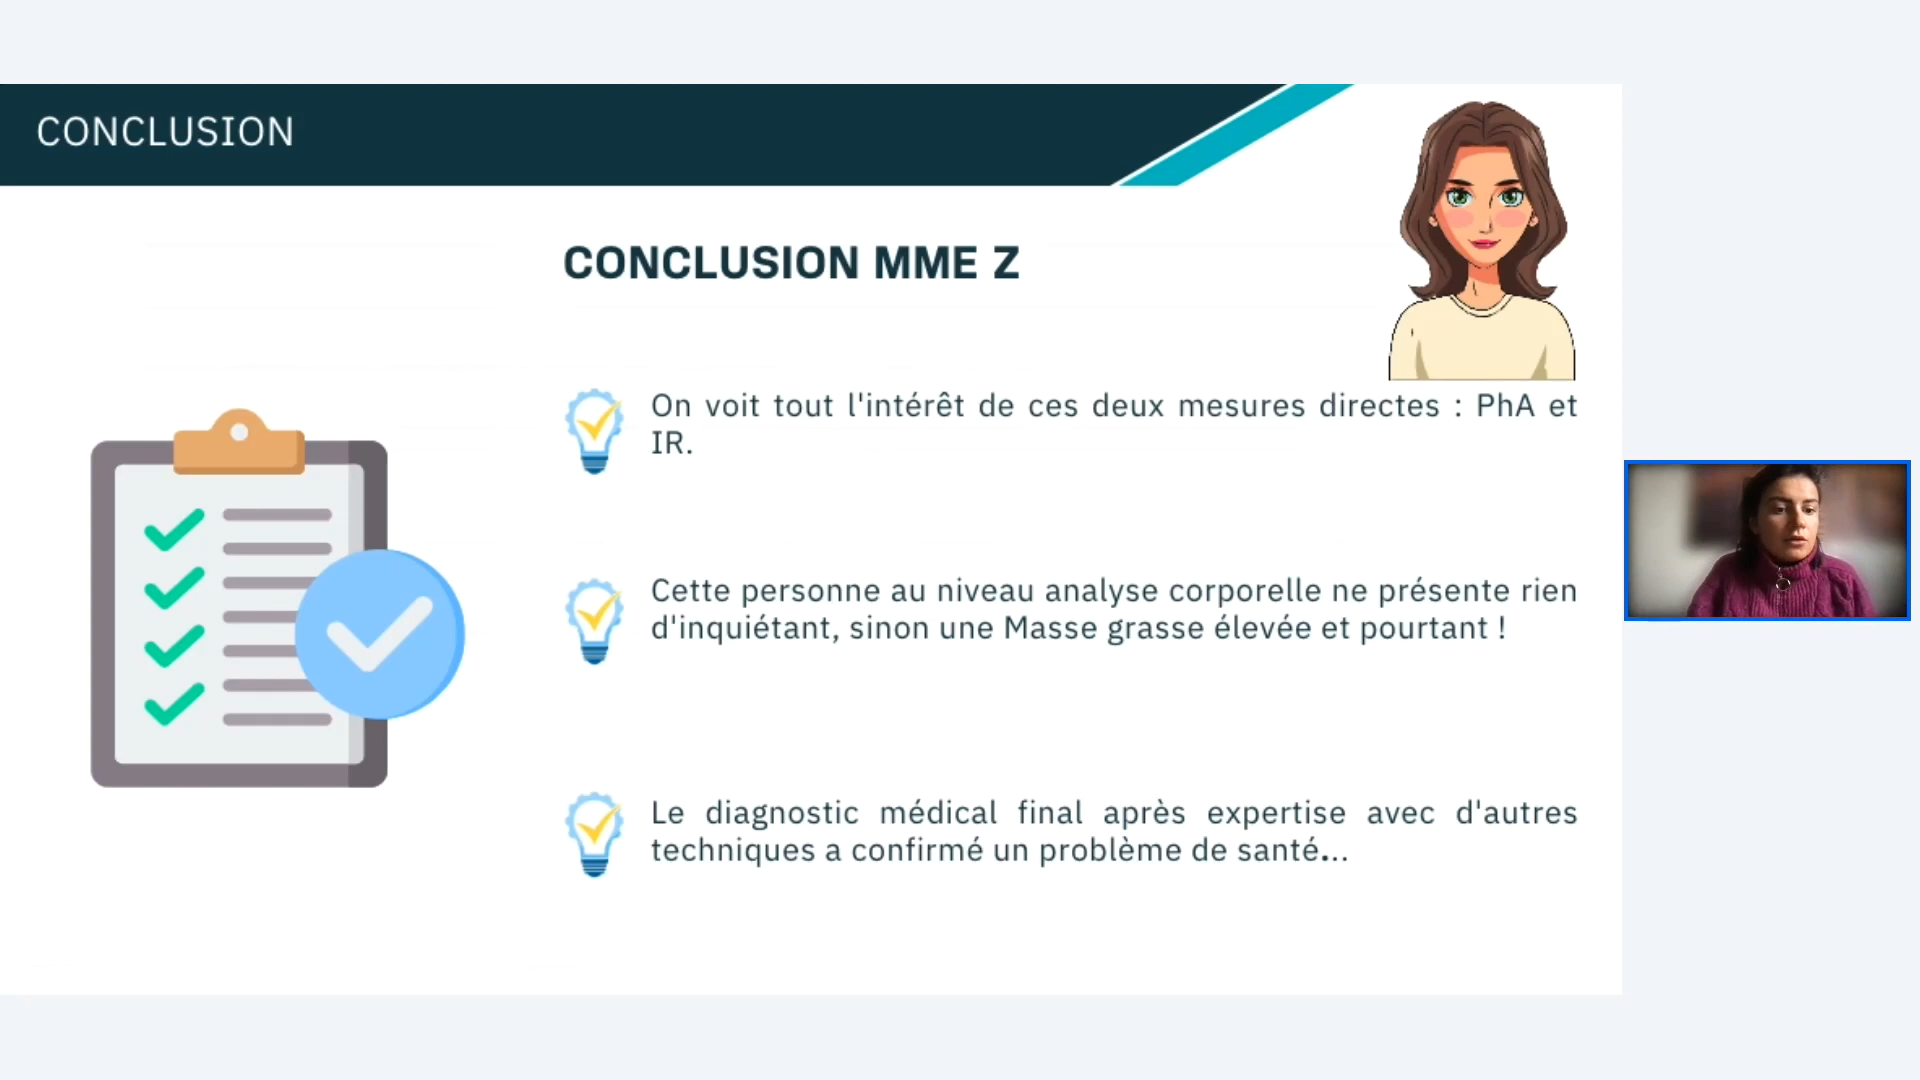 CONCLUSION
CONCLUSION MME Z
On voit tout l'intérêt de ces deux mesures directes : PhA et
IR.
Cette personne au niveau analyse corporelle ne présente rien
d'inquiétant, sinon une Masse grasse élevée et pourtant !
Le diagnostic médical final après expertise avec d'autres
techniques a confirmé un problème de santé...